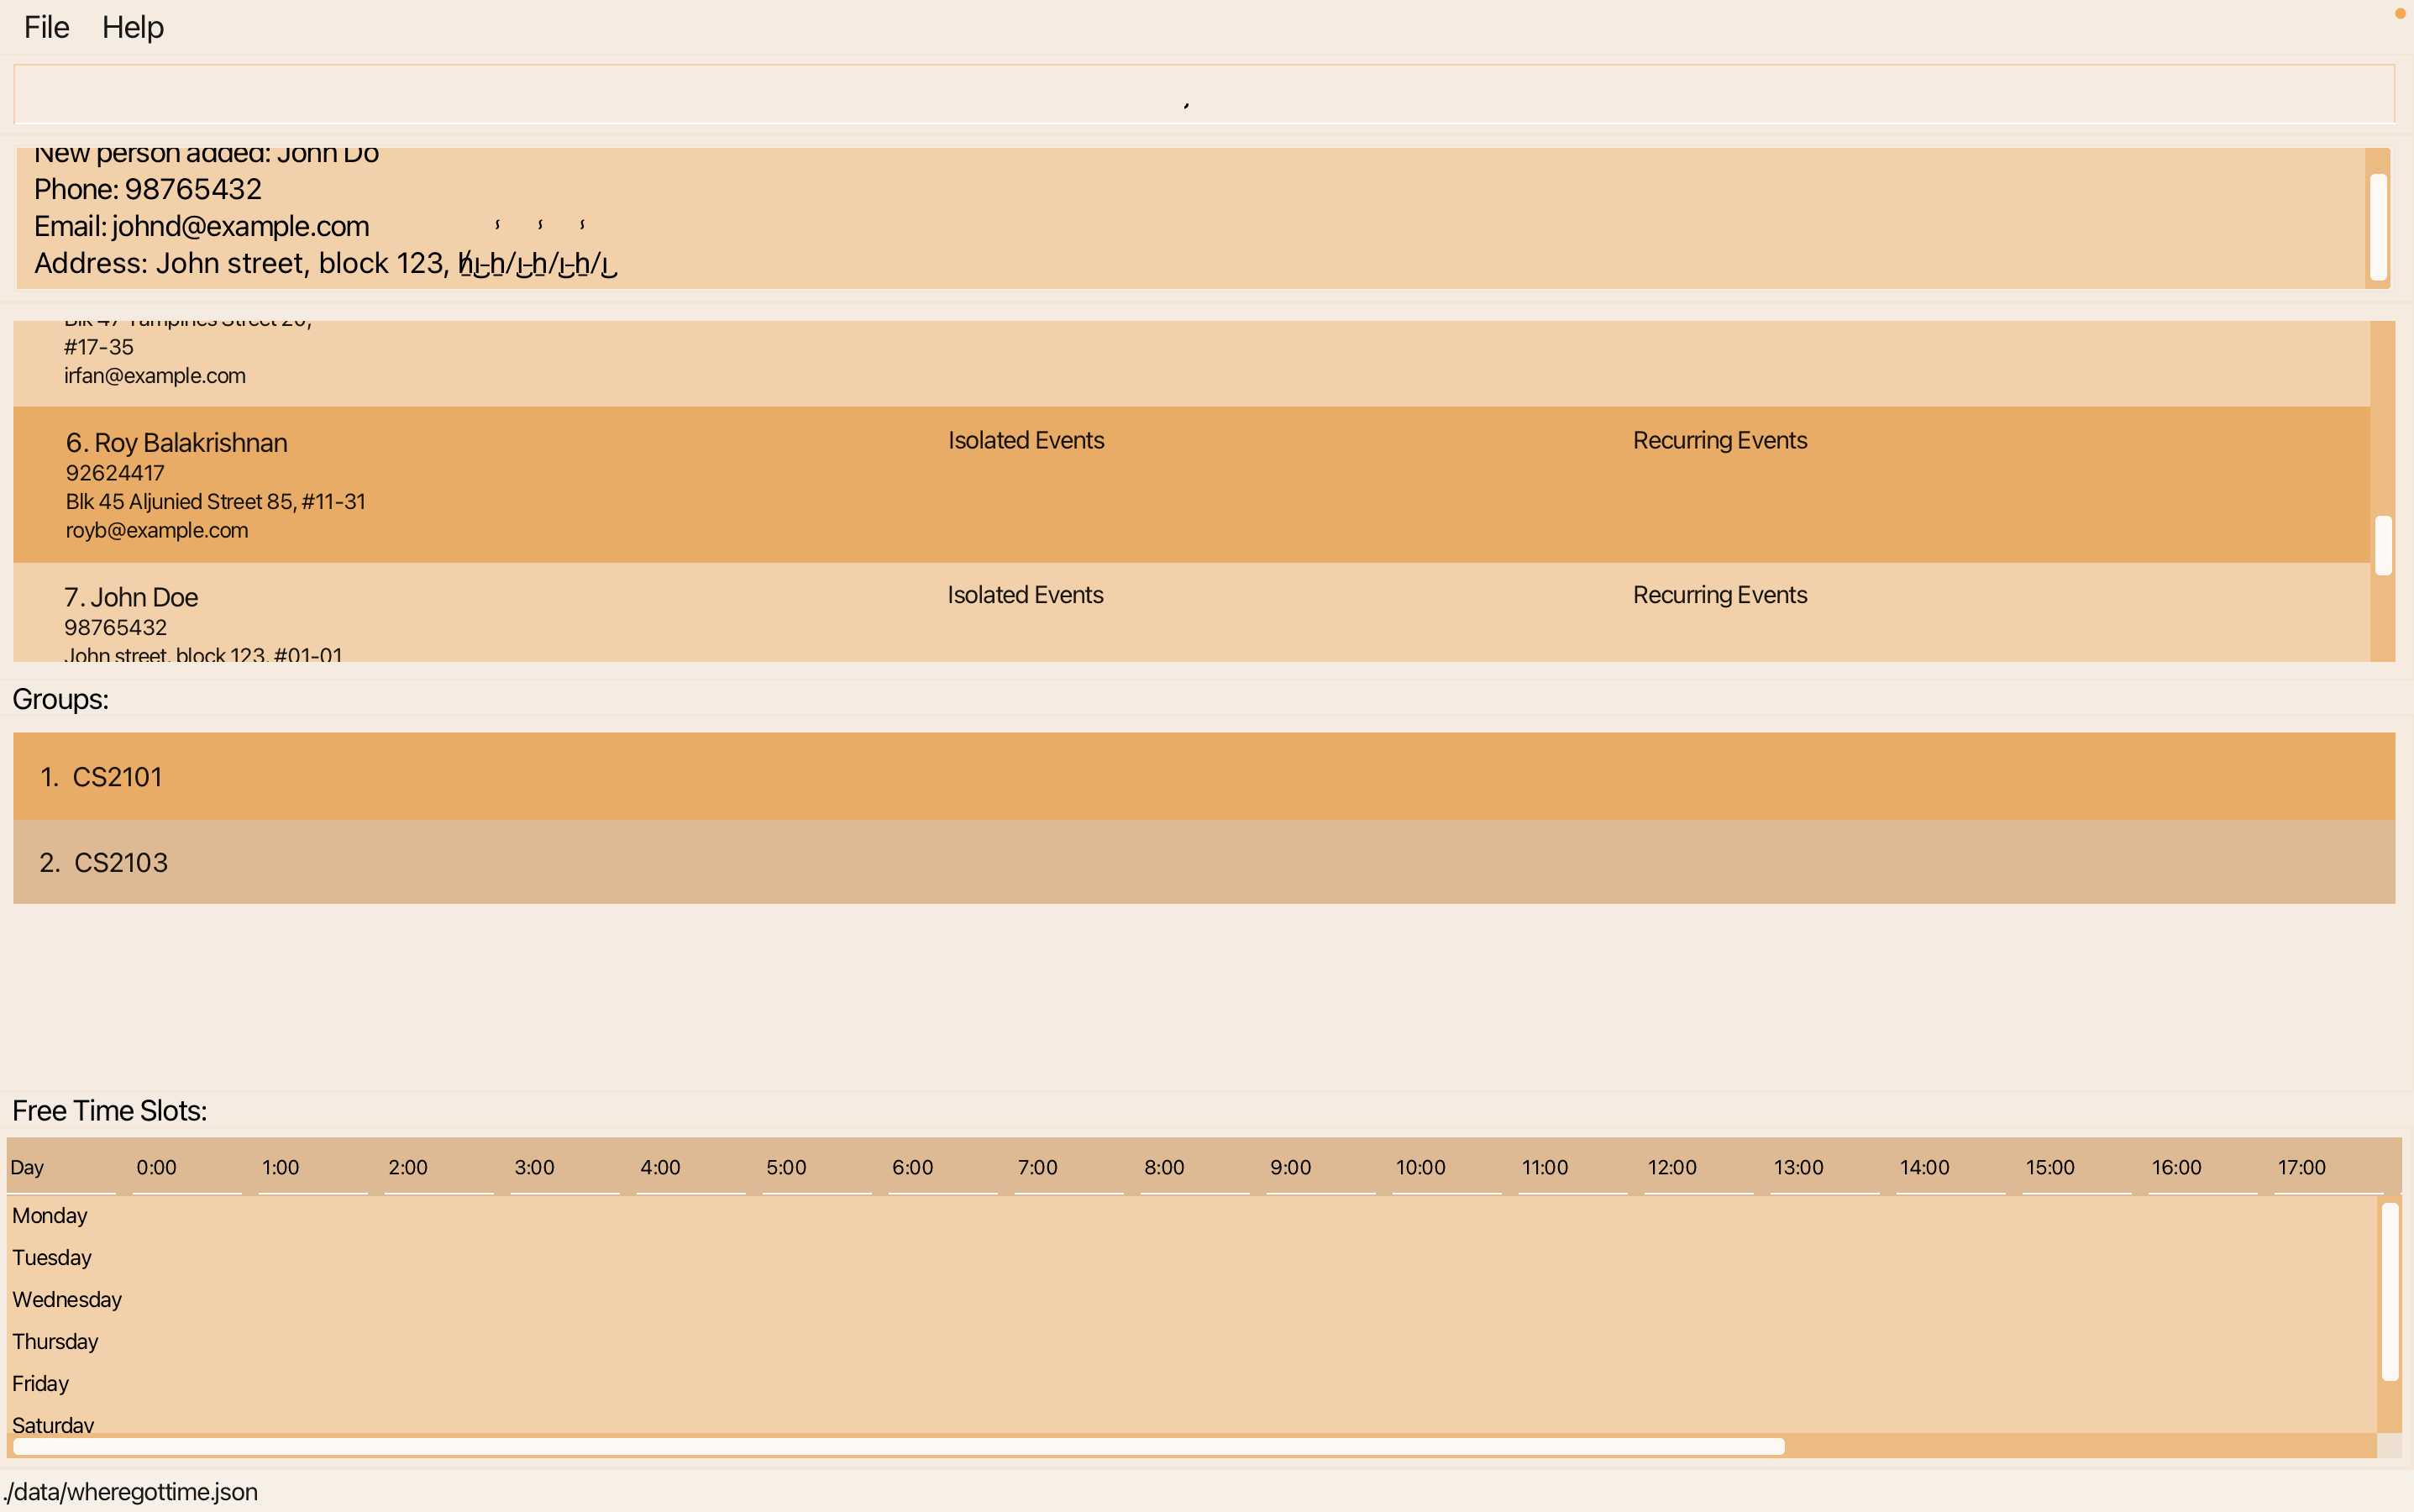 File Help
New person added: John Do
Phone: 98765432
Email: johnd@example.com
Address: John street, block 123,
#17-35
irfan@example.com
6. Roy Balakrishnan Isolated Events Recurring Events
92624417
Blk 45 Aljunied Street 85, #11-31
royb@example.com
7. John Doe Isolated Events Recurring Events
98765432
John street, block 123, #01-01
Groups:
1. CS2101
2. CS2103
Free Time Slots:
Day 0:00 1:00 2:00 3:00 4:00 5:00 6:00 7:00 8:00 9:00 10:00 11:00 12:00 13:00 14:00 15:00 16:00 17:00
Monday
Tuesday
Wednesday
Thursday
Friday
Saturday
./data/wheregottime.json